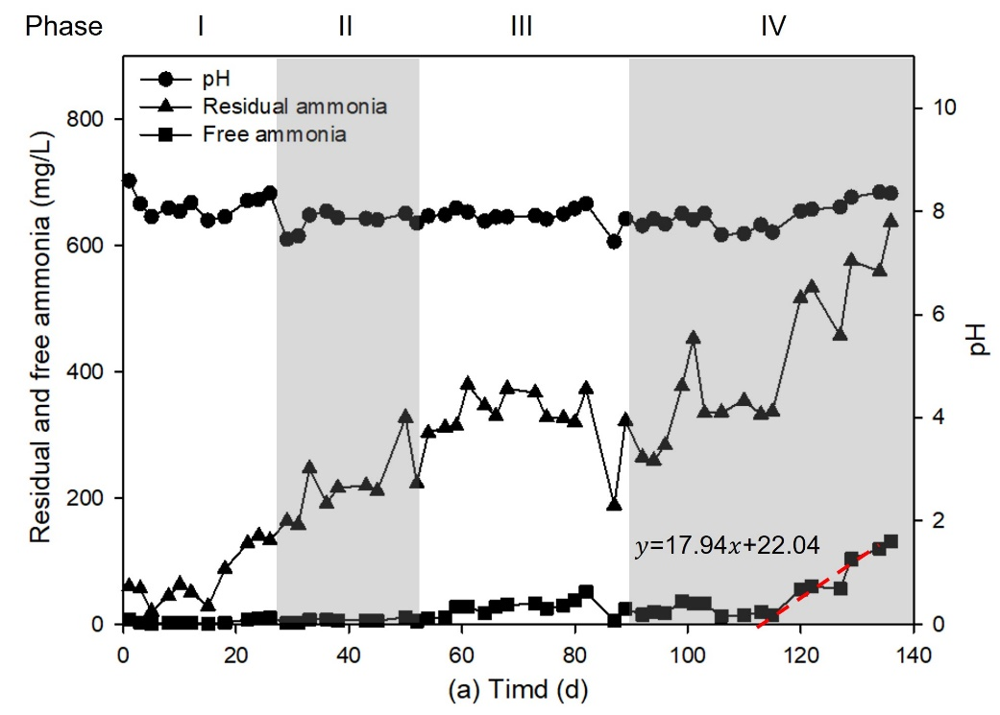 Phase I II III IV
pH
Residual ammonia
Free ammonia
Residual and free ammonia (mg/L)
800
600
400
200
0
10
8
6
4
2
0
pH
y=17.94x+22.04
0 20 40 60 80 100 120 140
(a) Timd (d)